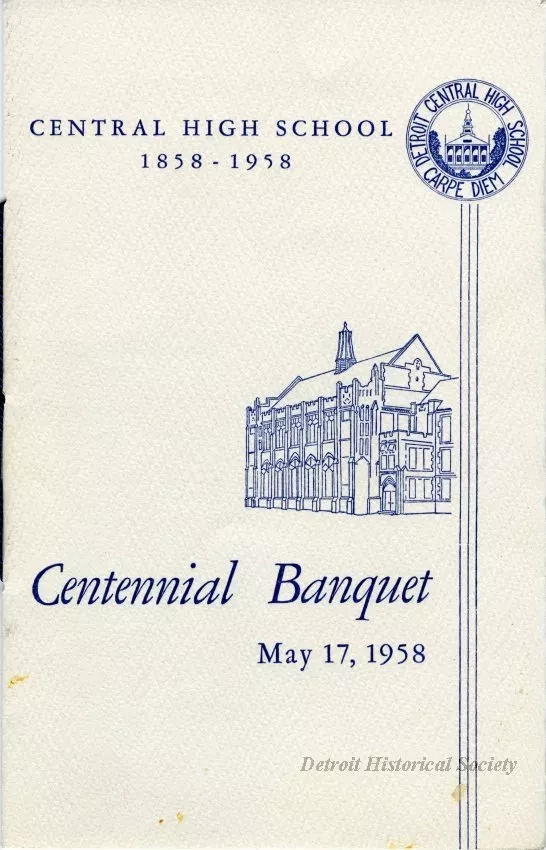 CENTRAL HIGH SCHOOL
1858-1958
DETROIT CENTRAL HIGH SCHOOL
CARPE DIEM
Centennial Banquet
May 17, 1958
Detroit Historical Society